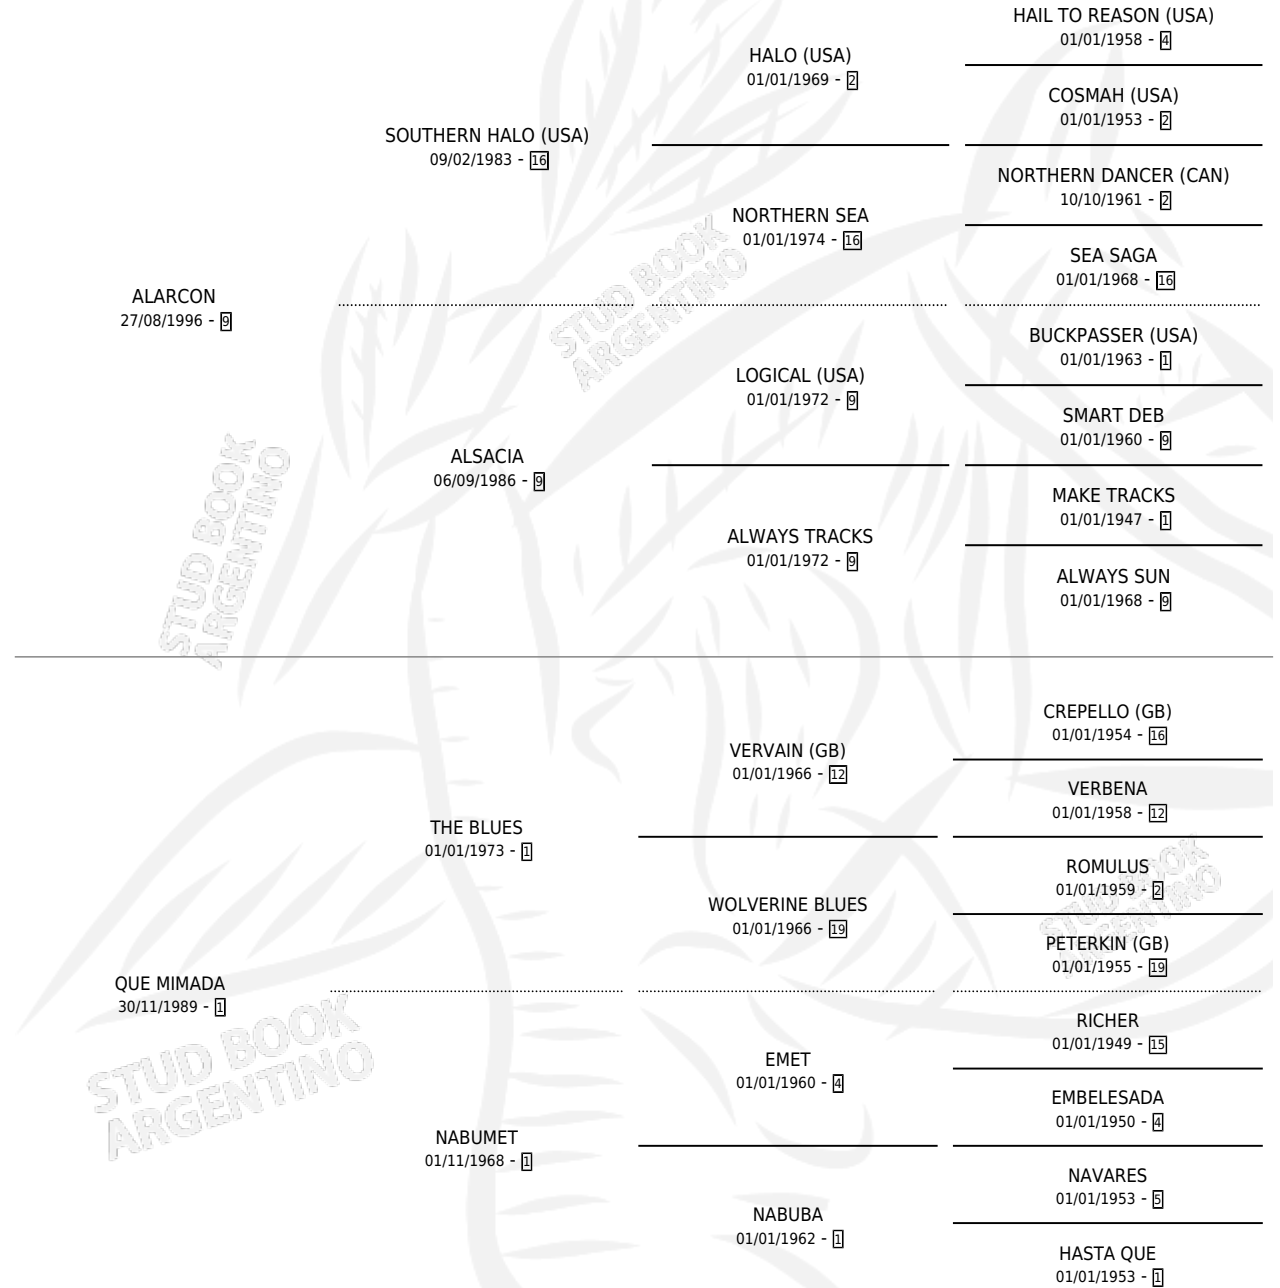 HAIL TO REASON (USA)
01/01/1958 - 4
HALO (USA)
01/01/1969 - 2
COSMAH (USA)
01/01/1953 - 2
SOUTHERN HALO (USA)
09/02/1983 - 16
NORTHERN DANCER (CAN)
10/10/1961 - 2
NORTHERN SEA
01/01/1974 - 16
SEA SAGA
01/01/1968 - 16
ALARCON
27/08/1996 - 9
STUD BOOK
ARGENTINO
BUCKPASSER (USA)
01/01/1963 - 1
LOGICAL (USA)
01/01/1972 - 9
SMART DEB
01/01/1960 - 9
ALSACIA
06/09/1986 - 9
MAKE TRACKS
01/01/1947 - 1
ALWAYS TRACKS
01/01/1972 - 9
ALWAYS SUN
01/01/1968 - 9
STUD BOOK
ARGENTINO
CREPELLO (GB)
01/01/1954 - 16
VERVAIN (GB)
01/01/1966 - 12
VERBENA
01/01/1958 - 12
THE BLUES
01/01/1973 - 1
ROMULUS
01/01/1959 - 2
WOLVERINE BLUES
01/01/1966 - 19
STUD BOOK
ARGENTINO
PETERKIN (GB)
01/01/1955 - 19
QUE MIMADA
30/11/1989 - 1
RICHER
01/01/1949 - 15
EMET
01/01/1960 - 4
EMBELESADA
01/01/1950 - 4
STUD BOOK
ARGENTINO
NABUMET
01/11/1968 - 1
NAVARES
01/01/1953 - 5
NABUBA
01/01/1962 - 1
HASTA QUE
01/01/1953 - 1